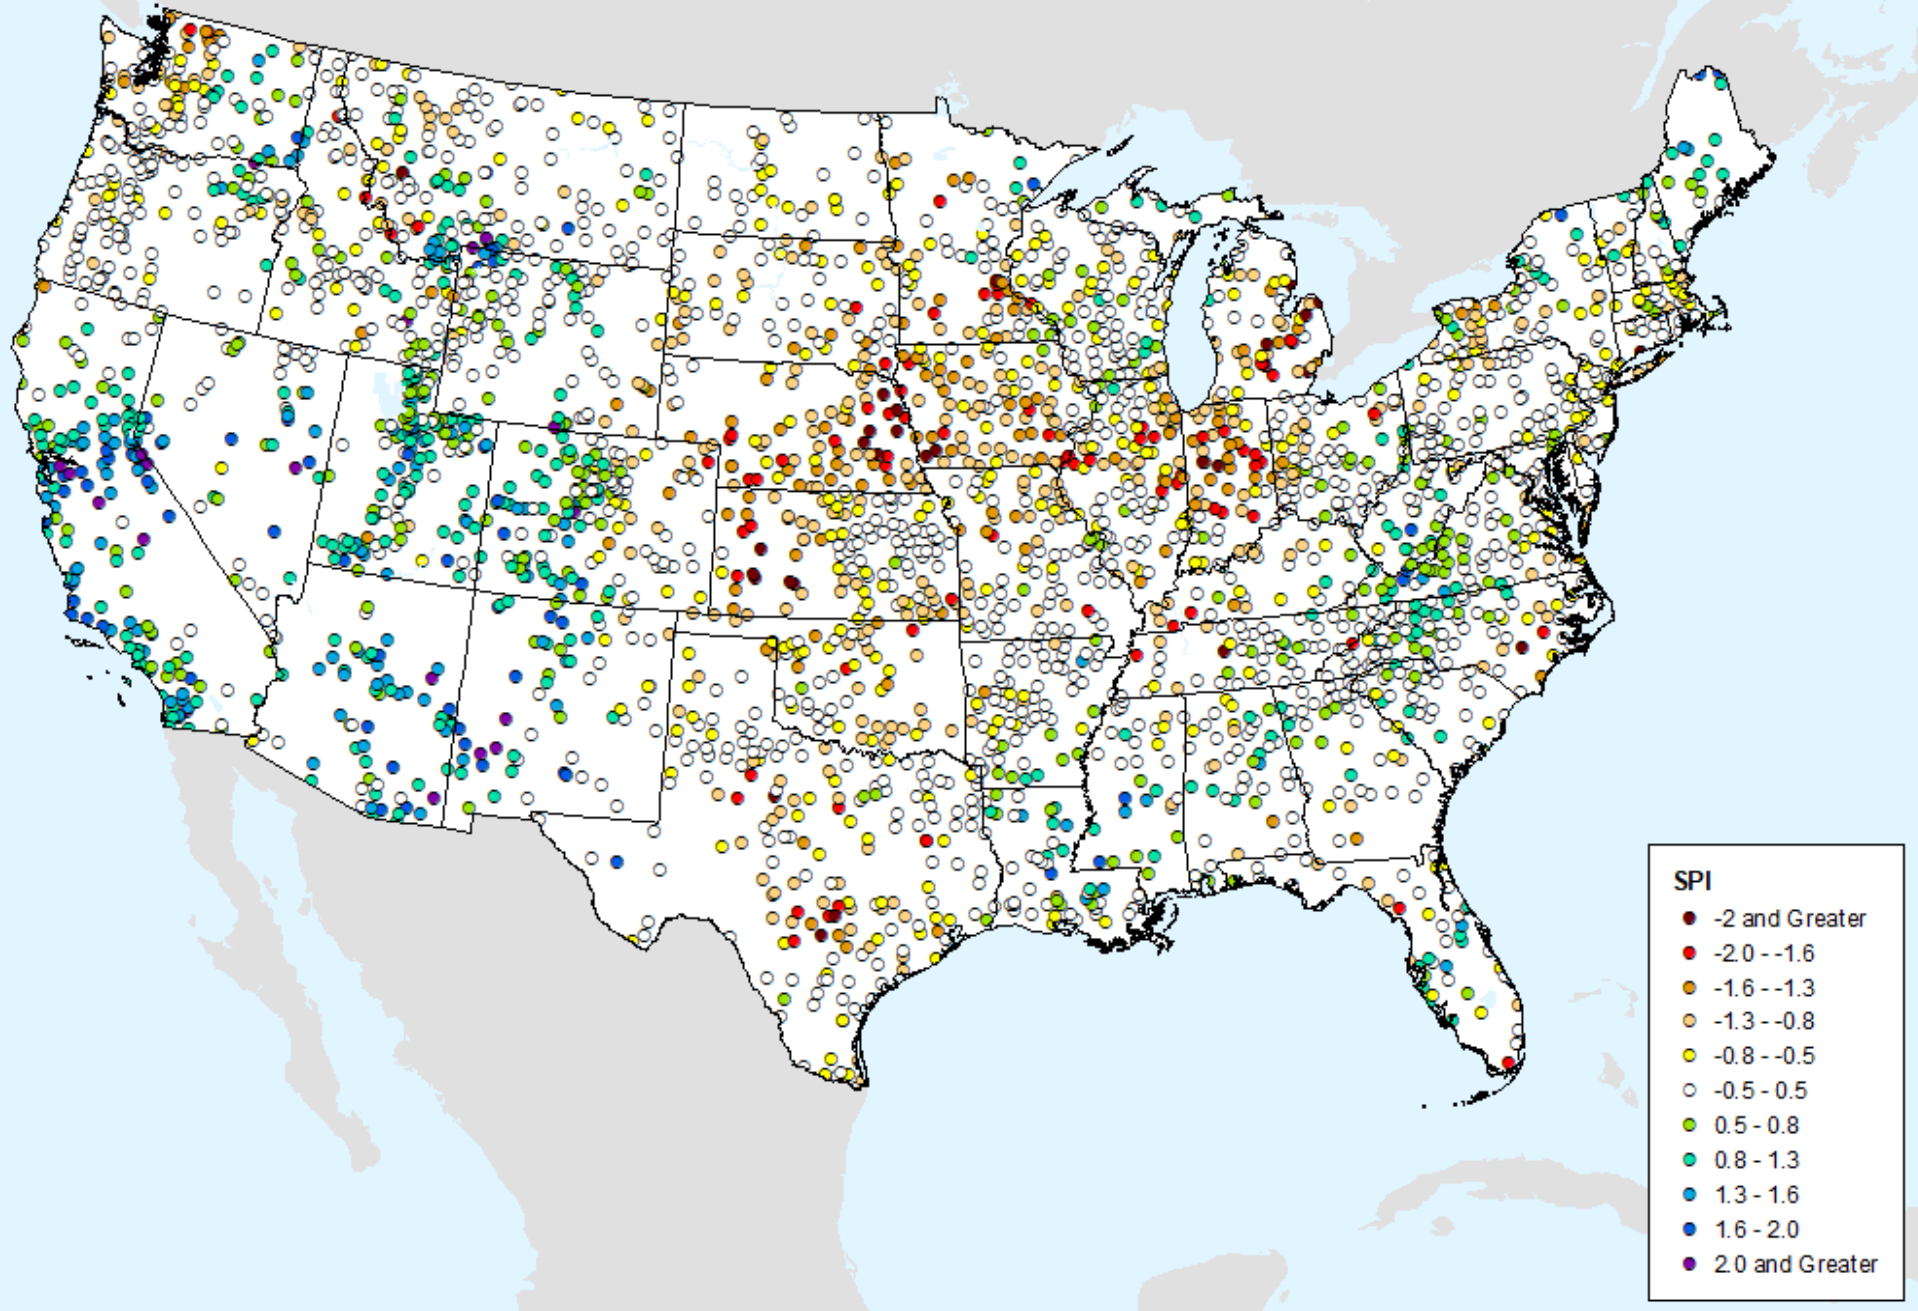 SPI
-2 and Greater
-2.0 - -1.6
-1.6 - -1.3
-1.3 - -0.8
-0.8 - -0.5
-0.5 - 0.5
0.5 - 0.8
0.8 - 1.3
1.3 - 1.6
1.6 - 2.0
2.0 and Greater